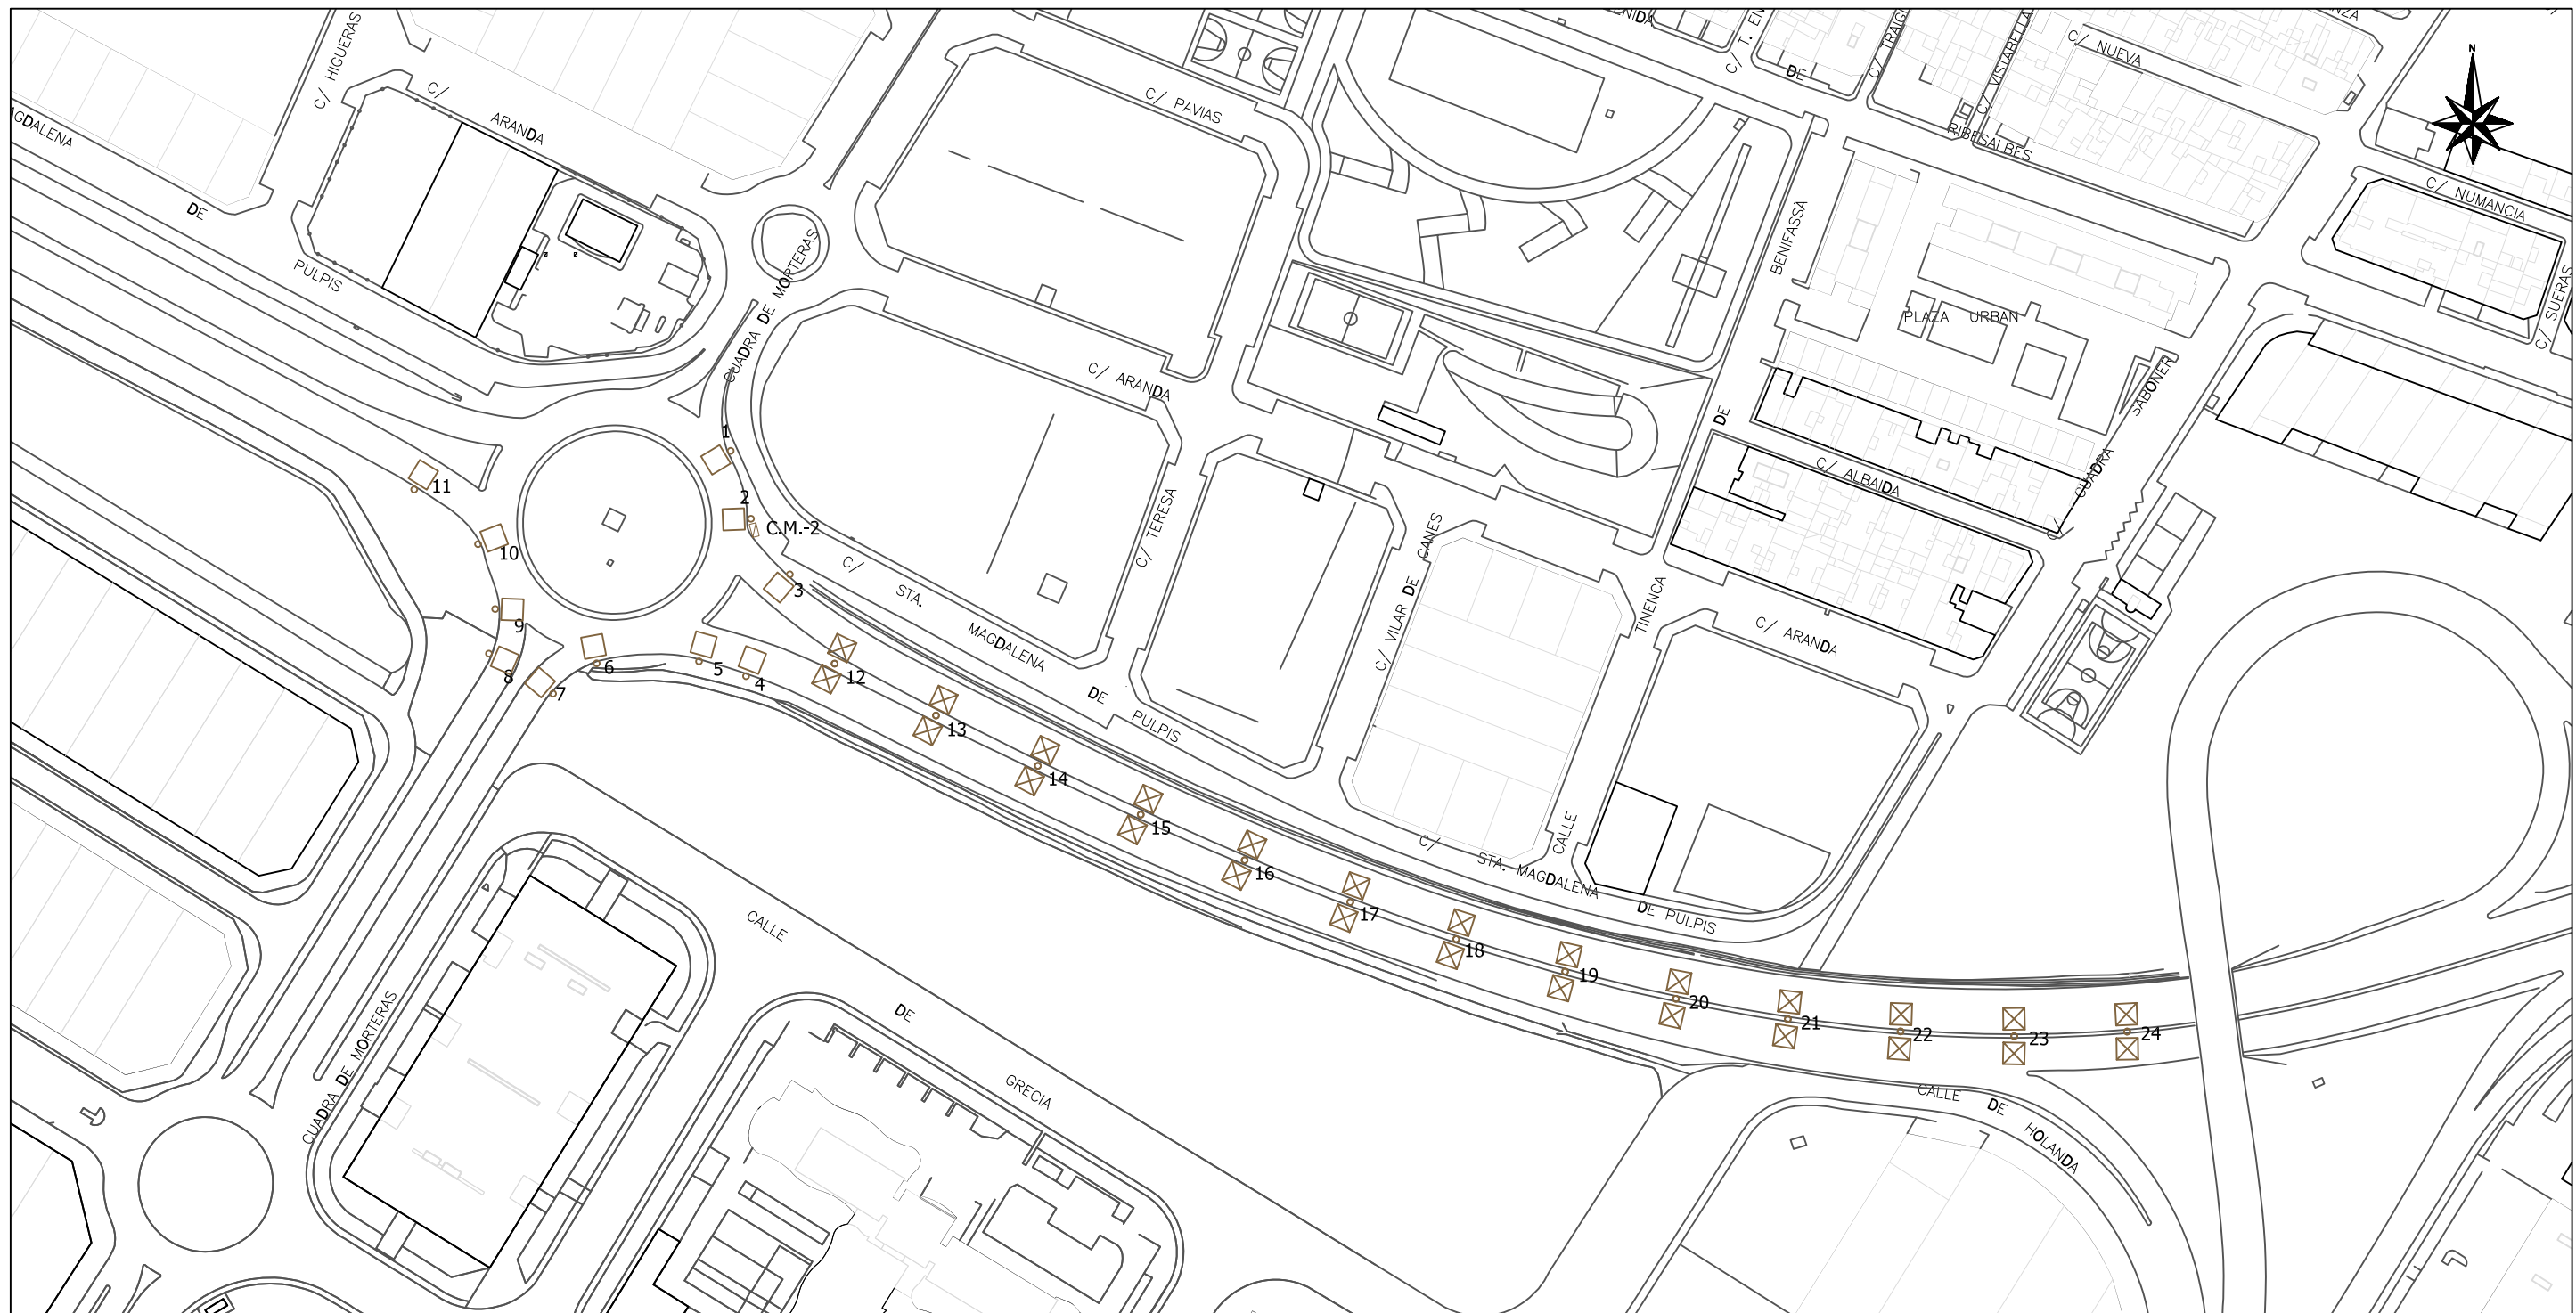 N
C/ HIGUERAS
C/ ARANDA
C/ PAVIAS
C/ T. EN
DE
C/ NUEVA
RIBESALBES
C/ NUMANCIA
C/ SUERAS
DE
PULPIS
CUADRA DE MORTERAS
BENIFASSA
DE
PLAZA URBAN
C/ CUADRA SABONER
C/ ARANDA
C/ ALBAIDA
C/ TERESA
C/ VILAR DE CANES
CALLE TINENCA
C/ ARANDA
C/ STA. MAGDALENA DE PULPIS
C/ STA. MAGDALENA DE PULPIS
1
2
C.M.-2
3
4
5
6
7
8
9
10
11
12
13
14
15
16
17
18
19
20
21
22
23
24
CALLE DE GRECIA
CUADRA DE MORTERAS
CALLE DE HOLANDA